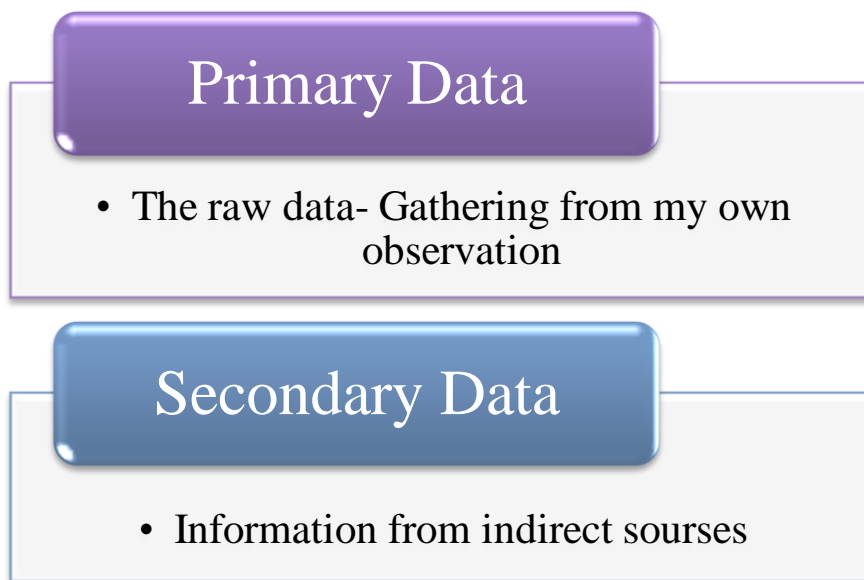 Primary Data
• The raw data- Gathering from my own
observation
Secondary Data
• Information from indirect sourses